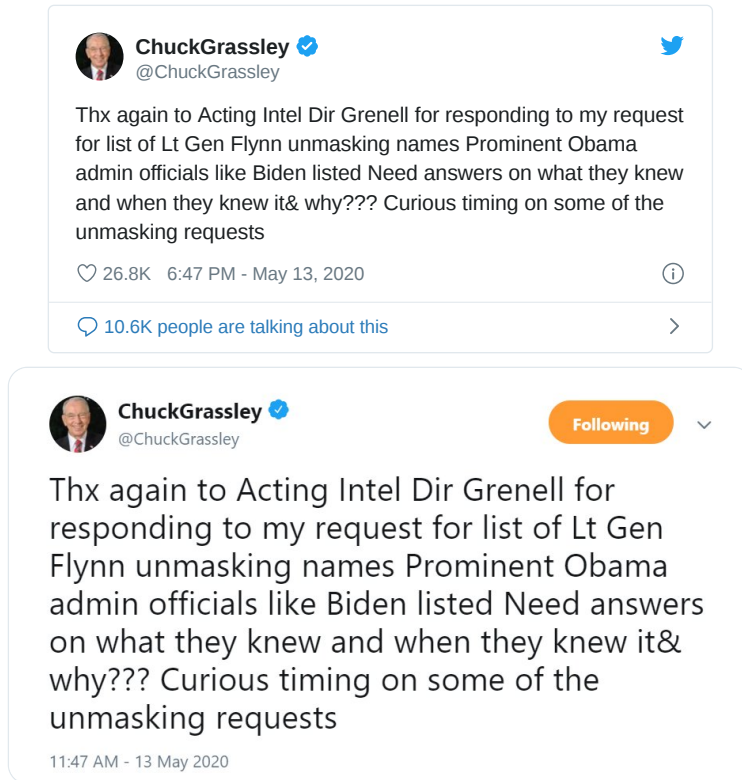 ChuckGrassley
@ChuckGrassley
Thx again to Acting Intel Dir Grenell for responding to my request
for list of Lt Gen Flynn unmasking names Prominent Obama
admin officials like Biden listed Need answers on what they knew
and when they knew it& why??? Curious timing on some of the
unmasking requests
26.8K 6:47 PM - May 13, 2020
10.6K people are talking about this
ChuckGrassley
@ChuckGrassley
Following
Thx again to Acting Intel Dir Grenell for
responding to my request for list of Lt Gen
Flynn unmasking names Prominent Obama
admin officials like Biden listed Need answers
on what they knew and when they knew it&
why??? Curious timing on some of the
unmasking requests
11:47 AM - 13 May 2020